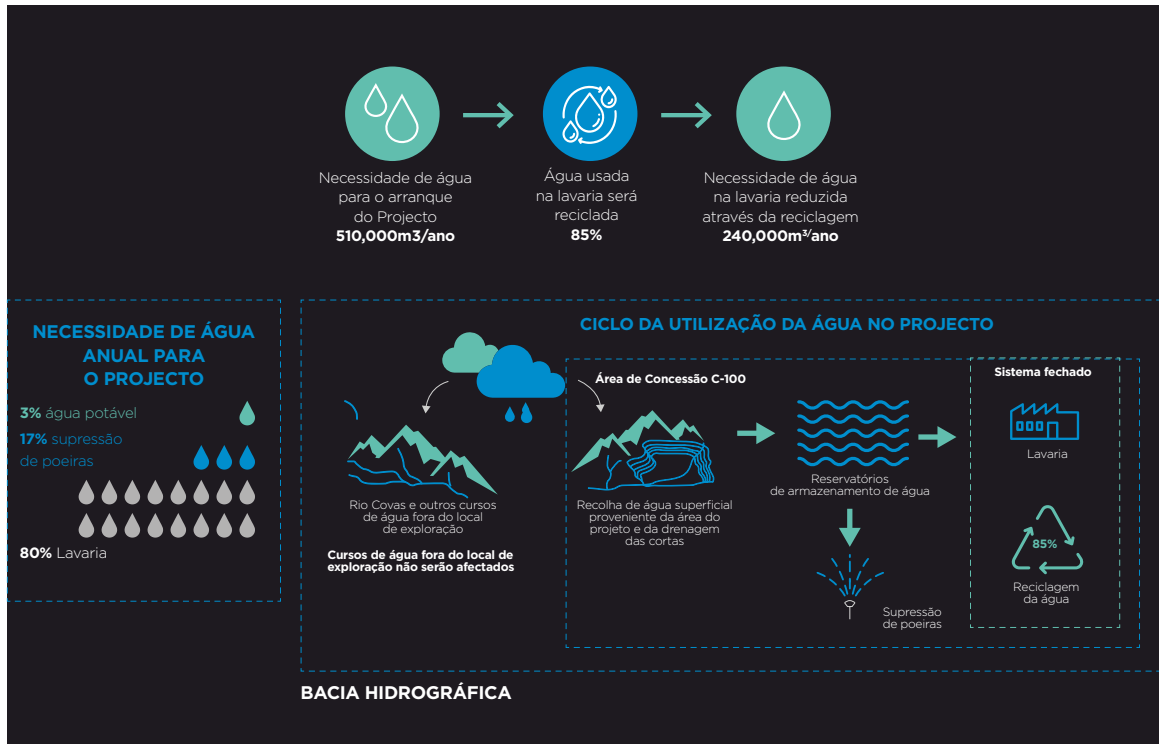 Necessidade de água
para o arranque
do Projecto
510,000m3/ano
Água usada
na lavaria será
reciclada
85%
Necessidade de água
na lavaria reduzida
através da reciclagem
240,000m³/ano
NECESSIDADE DE ÁGUA
ANUAL PARA
O PROJECTO
3% água potável
17% supressão
de poeiras
80% Lavaria
CICLO DA UTILIZAÇÃO DA ÁGUA NO PROJECTO
Rio Covas e outros cursos
de água fora do local
de exploração
Cursos de água fora do local de
exploração não serão afectados
Área de Concessão C-100
Recolha de água superficial
proveniente da área do
projeto e da drenagem
das cortas
Reservatórios
de armazenamento de água
Supressão
de poeiras
Sistema fechado
Lavaria
85%
Reciclagem
da água
BACIA HIDROGRÁFICA